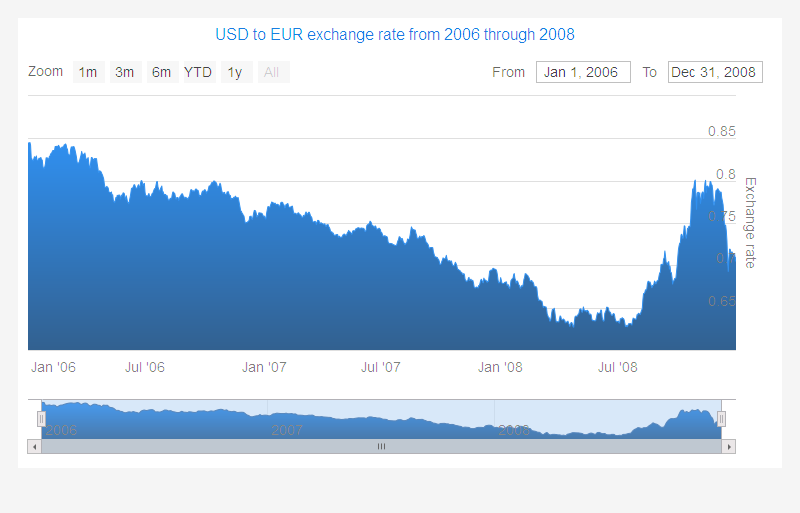 USD to EUR exchange rate from 2006 through 2008
Zoom 1m 3m 6m YTD 1y All From Jan 1, 2006 To Dec 31, 2008
0.85
0.8
0.75
0.7
0.65
Exchange rate
Jan '06 Jul '06 Jan '07 Jul '07 Jan '08 Jul '08
2006 2007 2008